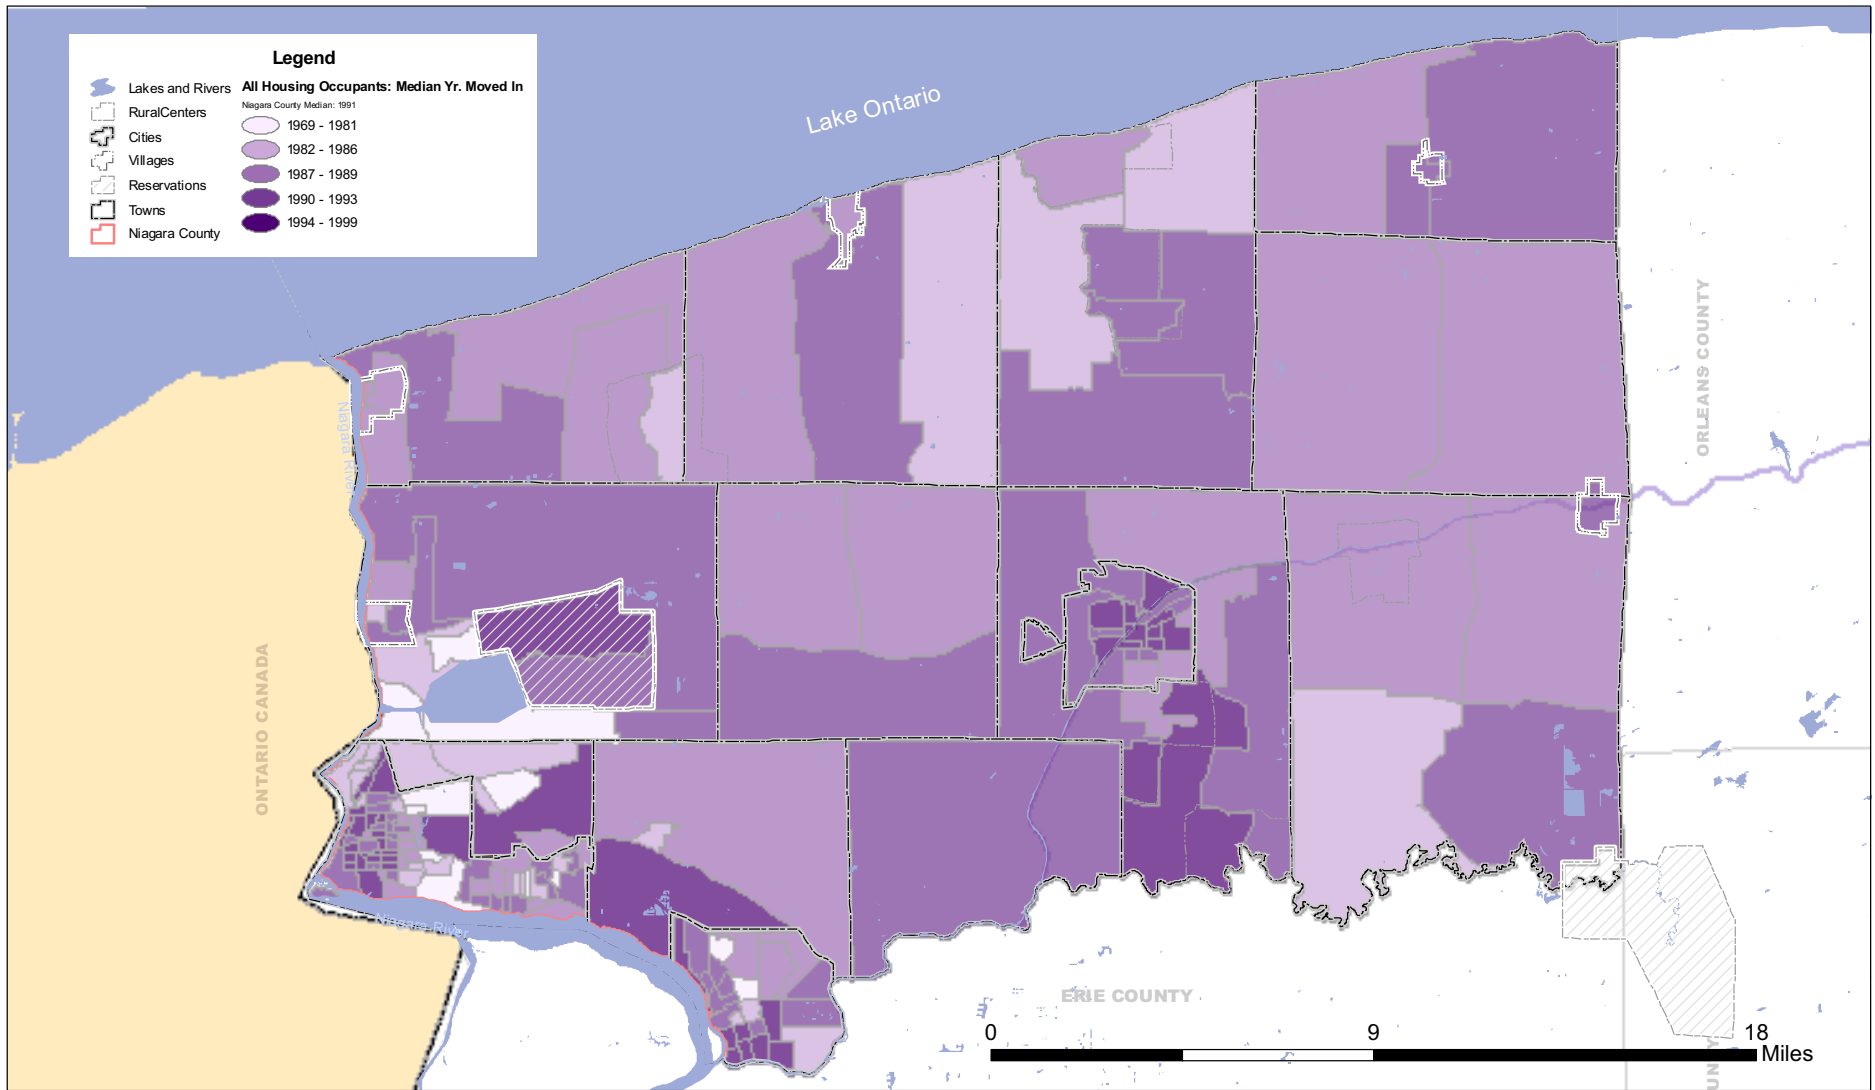 Legend
Lakes and Rivers
RuralCenters
Cities
Villages
Reservations
Towns
Niagara County
All Housing Occupants: Median Yr. Moved In
Niagara County Median: 1991
1969 - 1981
1982 - 1986
1987 - 1989
1990 - 1993
1994 - 1999
Lake Ontario
Niagara River
ORLEANS COUNTY
ONTARIO CANADA
Niagara River
ERIE COUNTY
0
9
18
Miles